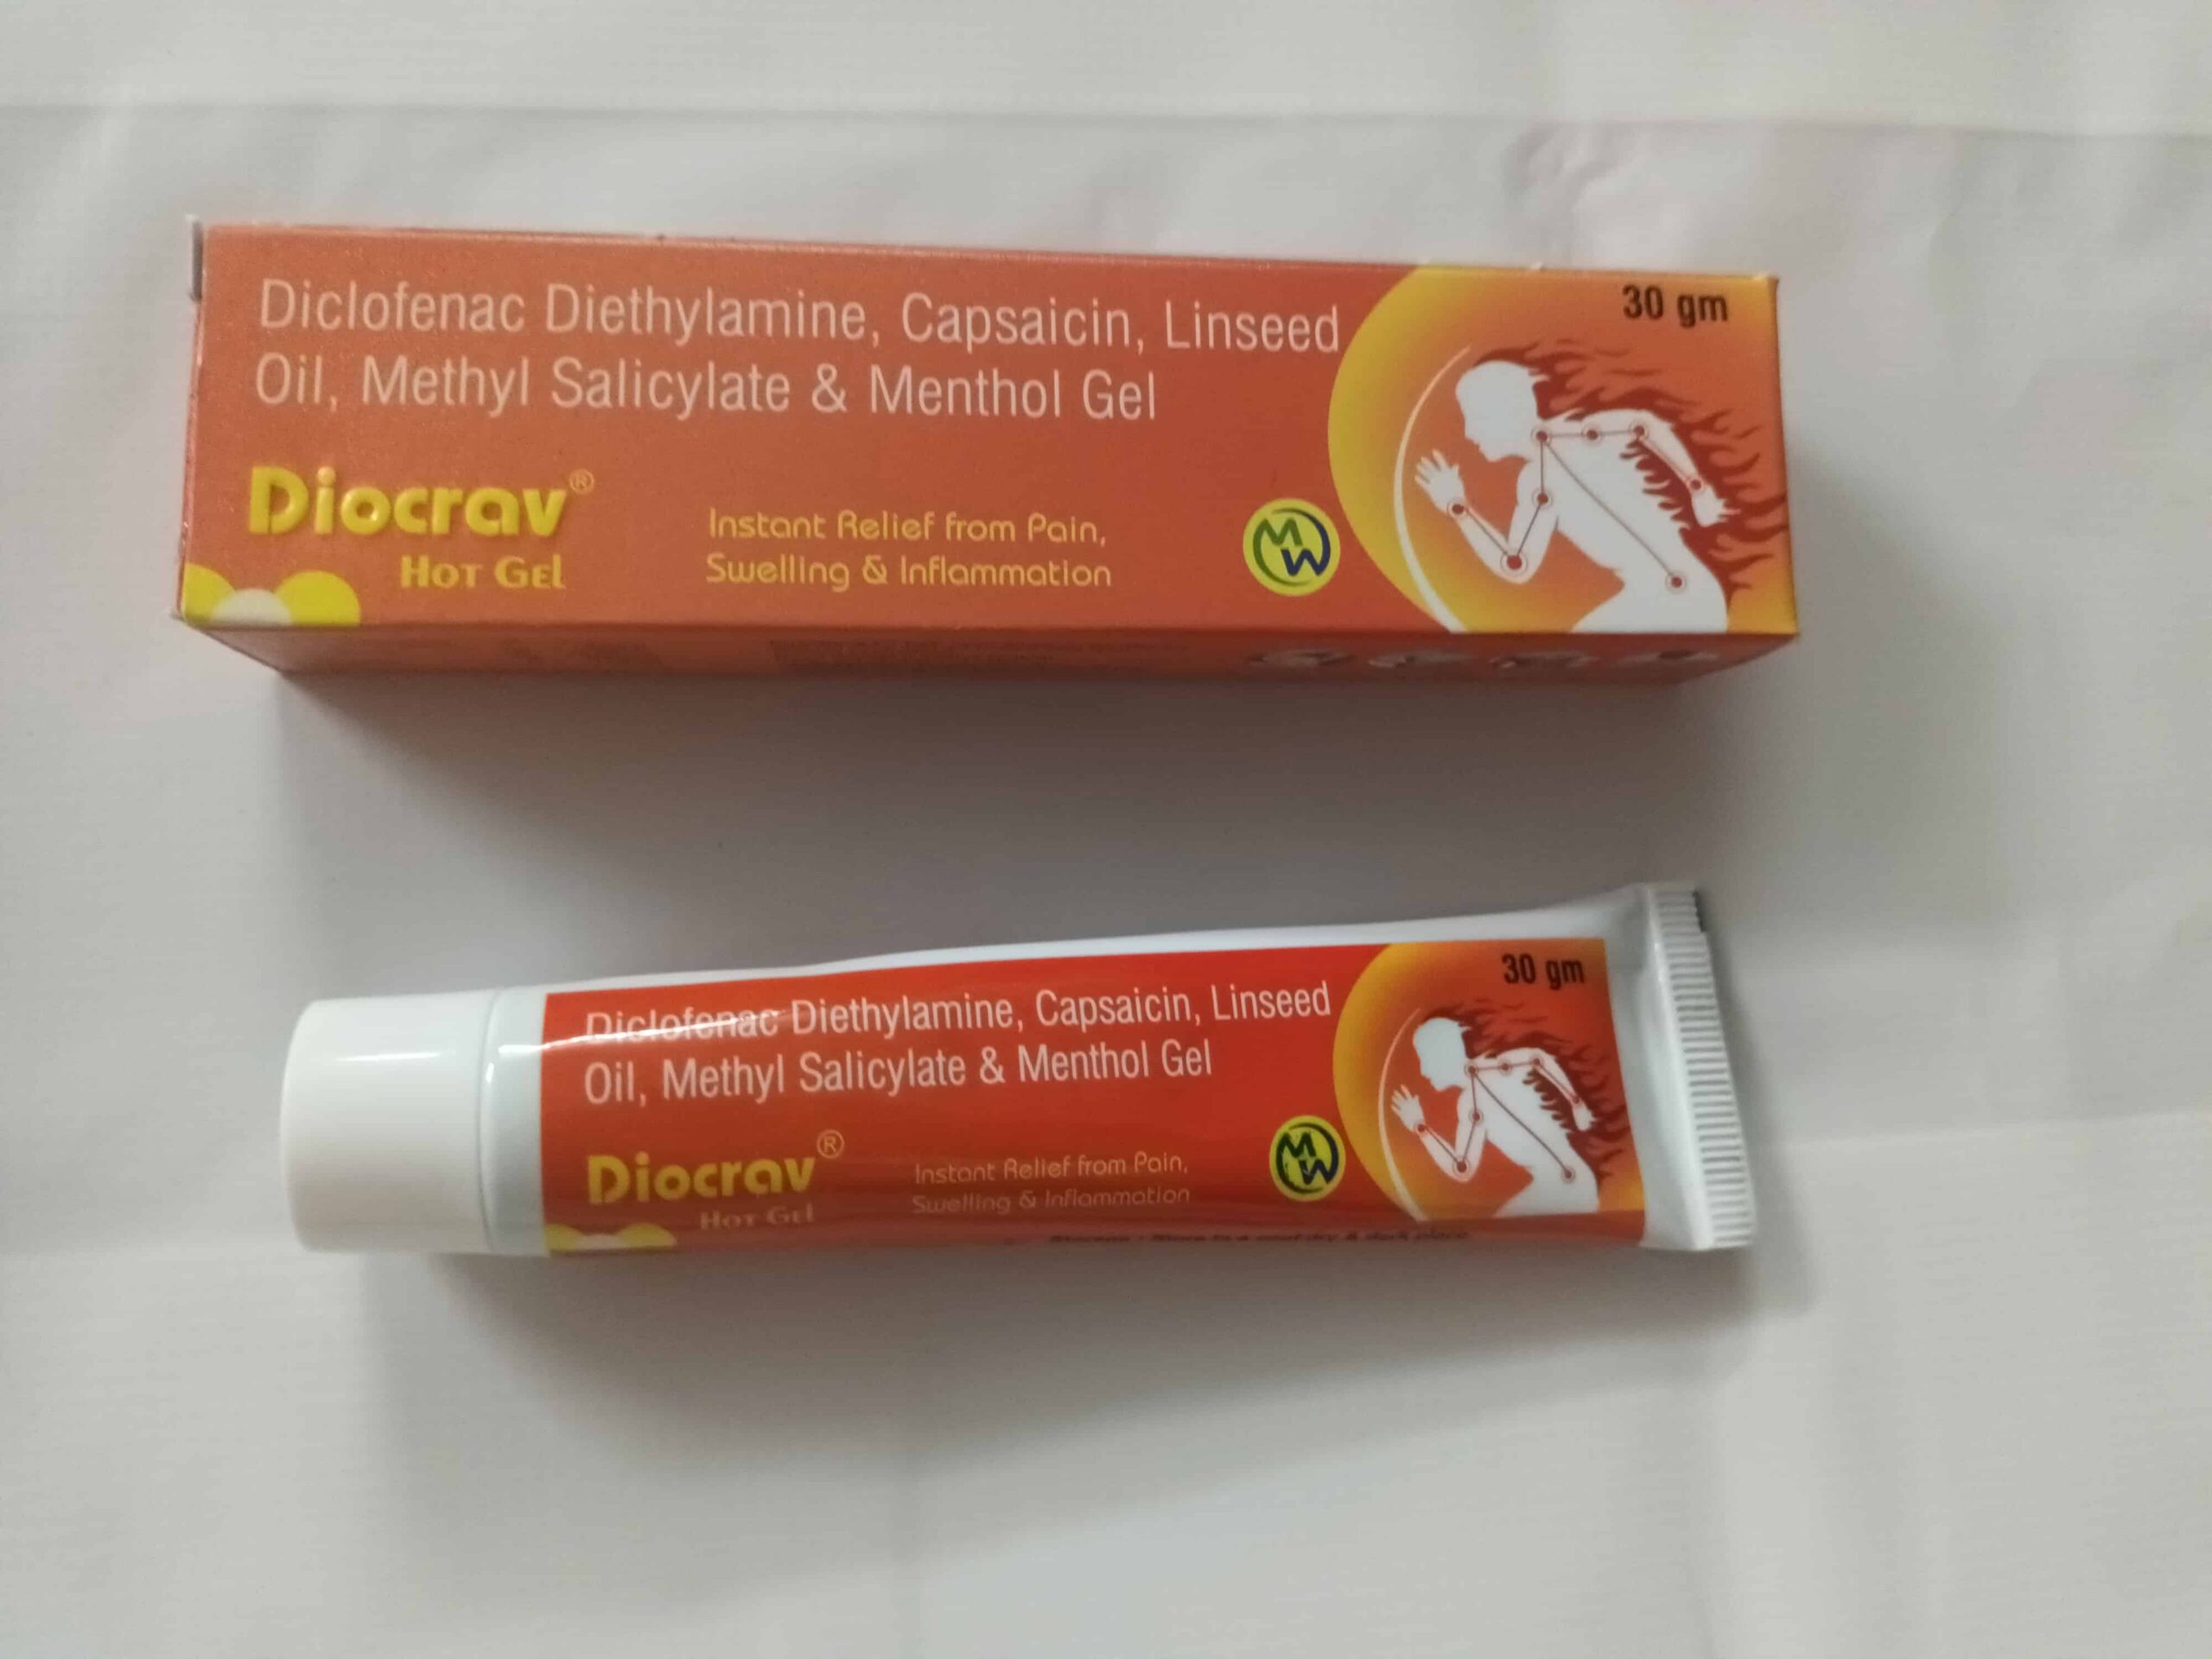 30 gm
Diclofenac Diethylamine, Capsaicin, Linseed
Oil, Methyl Salicylate & Menthol Gel
Diocrav®
Hot Gel
Instant Relief from Pain,
Swelling & Inflammation
MW
30 gm
Diclofenac Diethylamine, Capsaicin, Linseed
Oil, Methyl Salicylate & Menthol Gel
Diocrav®
Hot Gel
Instant Relief from Pain,
Swelling & Inflammation
MW